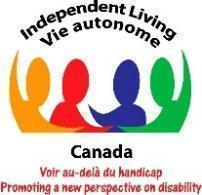 Independent Living
Vie autonome
Canada
Voir au-delà du handicap
Promoting a new perspective on disability